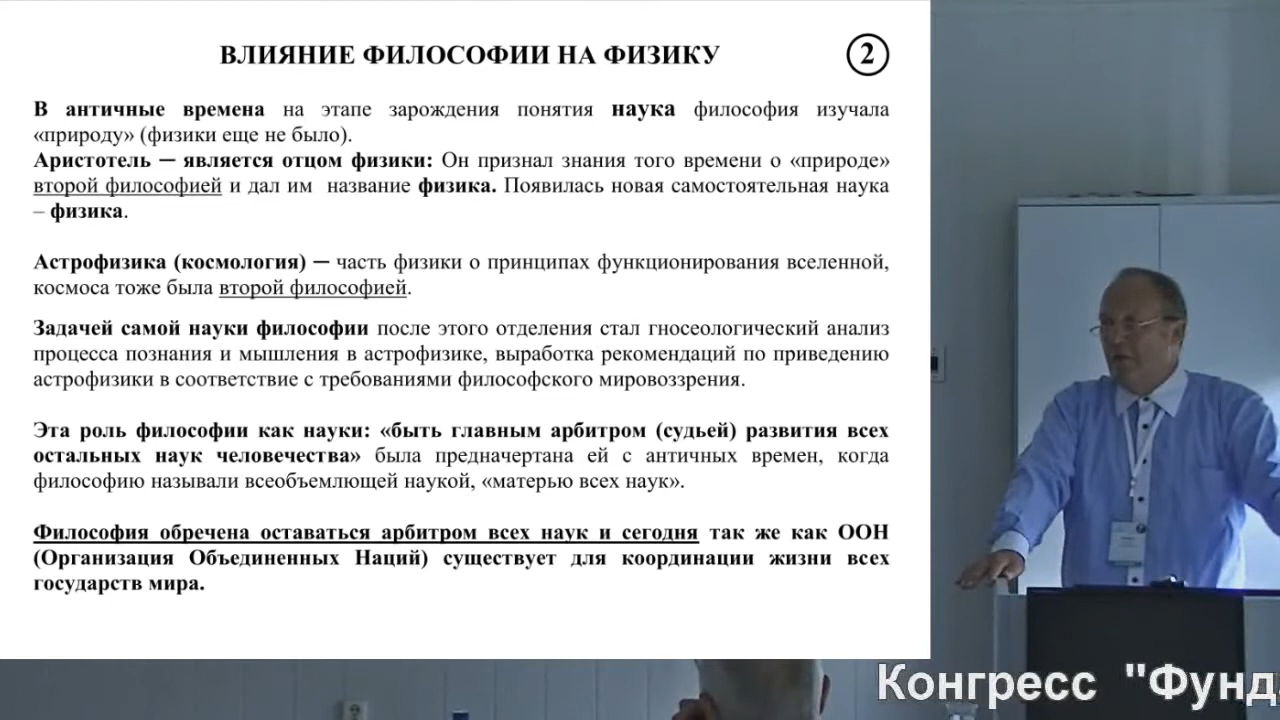 ВЛИЯНИЕ ФИЛОСОФИИ НА ФИЗИКУ
2
В античные времена на этапе зарождения понятия наука философия изучала
«природу» (физики еще не было).
Аристотель — является отцом физики: Он признал знания того времени о «природе»
второй философией и дал им название физика. Появилась новая самостоятельная наука
– физика.
Астрофизика (космология) — часть физики о принципах функционирования вселенной,
космоса тоже была второй философией.
Задачей самой науки философии после этого отделения стал гносеологический анализ
процесса познания и мышления в астрофизике, выработка рекомендаций по приведению
астрофизики в соответствие с требованиями философского мировоззрения.
Эта роль философии как науки: «быть главным арбитром (судьей) развития всех
остальных наук человечества» была предначертана ей с античных времен, когда
философию называли всеобъемлющей наукой, «матерью всех наук».
Философия обречена оставаться арбитром всех наук и сегодня так же как ООН
(Организация Объединенных Наций) существует для координации жизни всех
государств мира.
Конгресс "Фунда